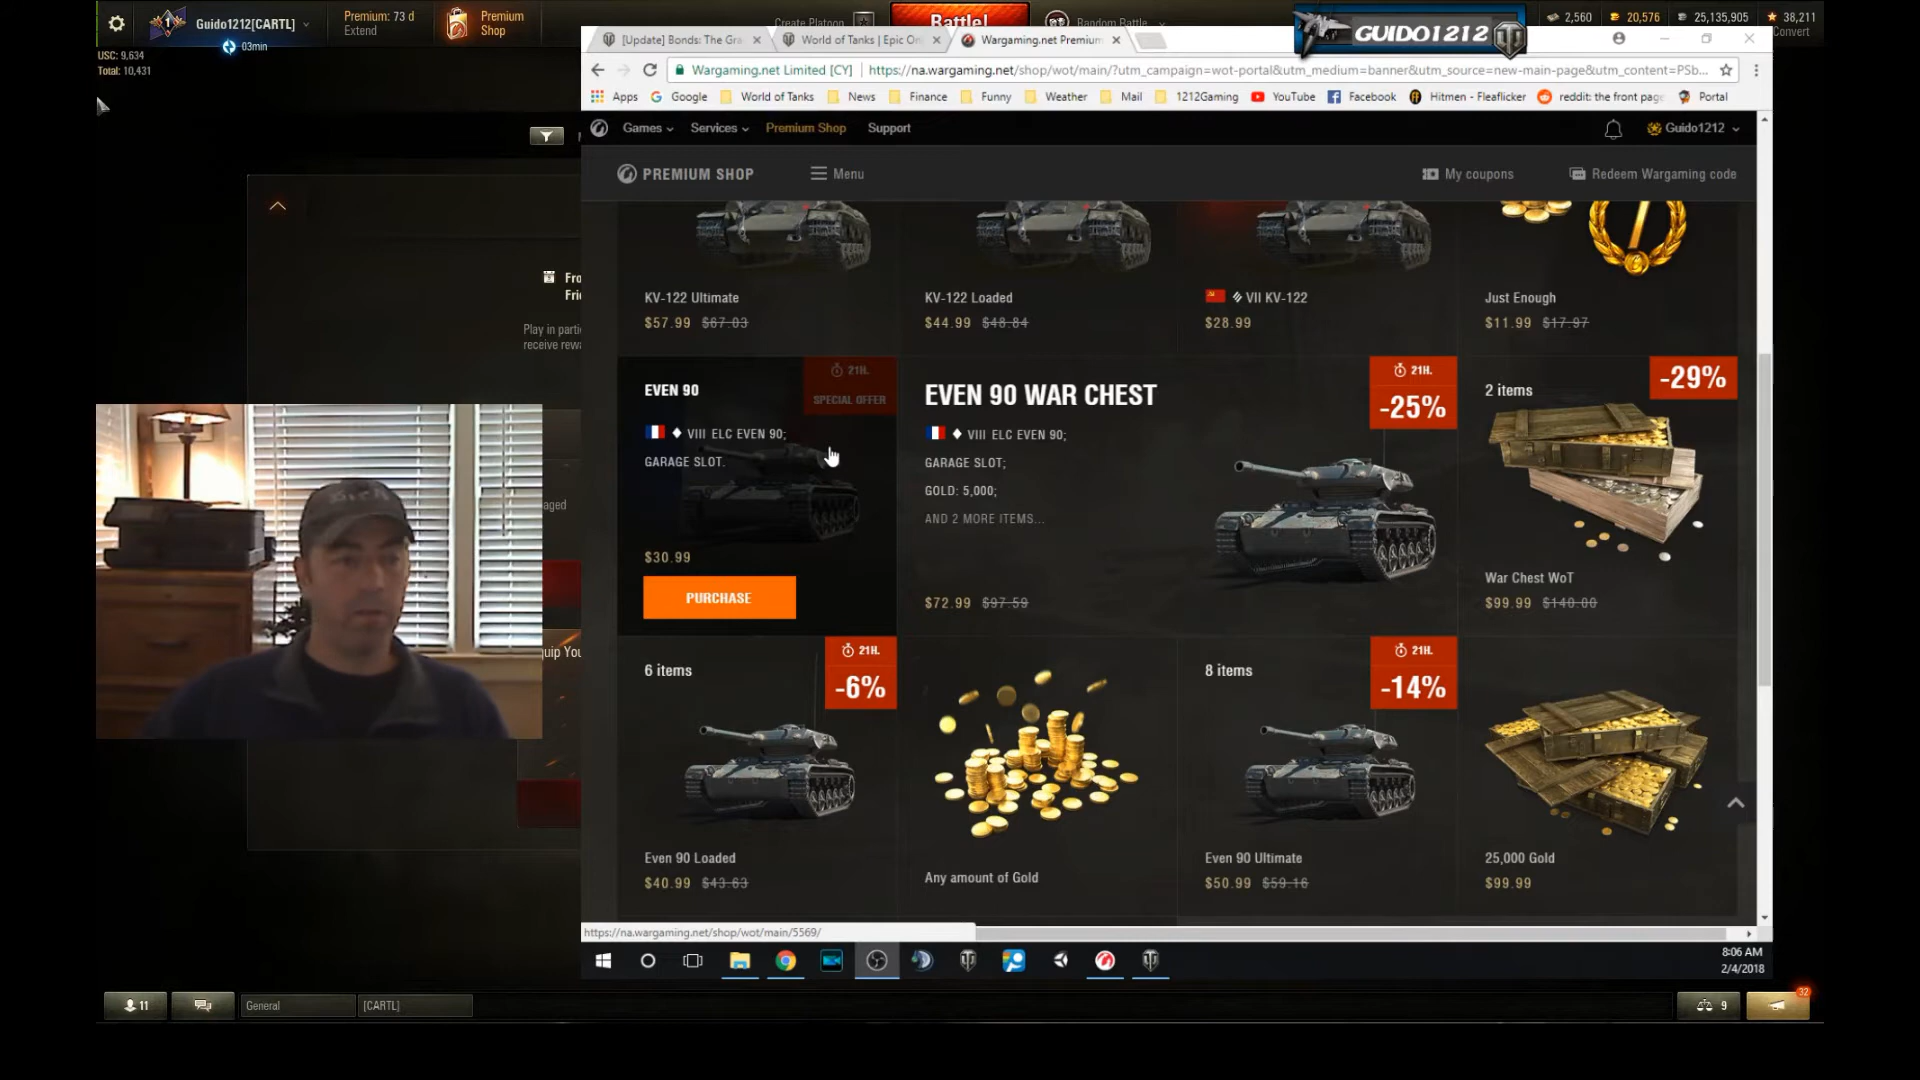 Guido1212[CARTL]
Premium: 73 d
Extend
Premium
Shop
03min
USC: 9,634
Total: 10,431
Create Platoon
Battle!
Random Battle
GUIDO1212
2,560
20,576
25,135,905
38,211
Convert
[Update] Bonds: The Gra
World of Tanks | Epic On
Wargaming.net Premium
Wargaming.net Limited [CY]
https://na.wargaming.net/shop/wot/main/?utm_campaign=wot-portal&utm_medium=banner&utm_source=new-main-page&utm_content=PSb...
Apps
Google
World of Tanks
News
Finance
Funny
Weather
Mail
1212Gaming
YouTube
Facebook
Hitmen - Fleaflicker
reddit: the front page
Portal
Games
Services
Premium Shop
Support
Guido1212
PREMIUM SHOP
Menu
My coupons
Redeem Wargaming code
Fro
Frie
Play in parti
receive rewa
aged
quip You
KV-122 Ultimate
$57.99 $67.03
KV-122 Loaded
$44.99 $48.84
VII KV-122
$28.99
Just Enough
$11.99 $17.97
EVEN 90
21H.
SPECIAL OFFER
VIII ELC EVEN 90;
GARAGE SLOT.
$30.99
PURCHASE
EVEN 90 WAR CHEST
21H.
-25%
VIII ELC EVEN 90;
GARAGE SLOT;
GOLD: 5,000;
AND 2 MORE ITEMS...
$72.99 $97.59
2 items
-29%
War Chest WoT
$99.99 $140.00
6 items
21H.
-6%
Even 90 Loaded
$40.99 $43.63
Any amount of Gold
8 items
21H.
-14%
Even 90 Ultimate
$50.99 $59.16
25,000 Gold
$99.99
https://na.wargaming.net/shop/wot/main/5569/
8:06 AM
2/4/2018
11
General
[CARTL]
9
32